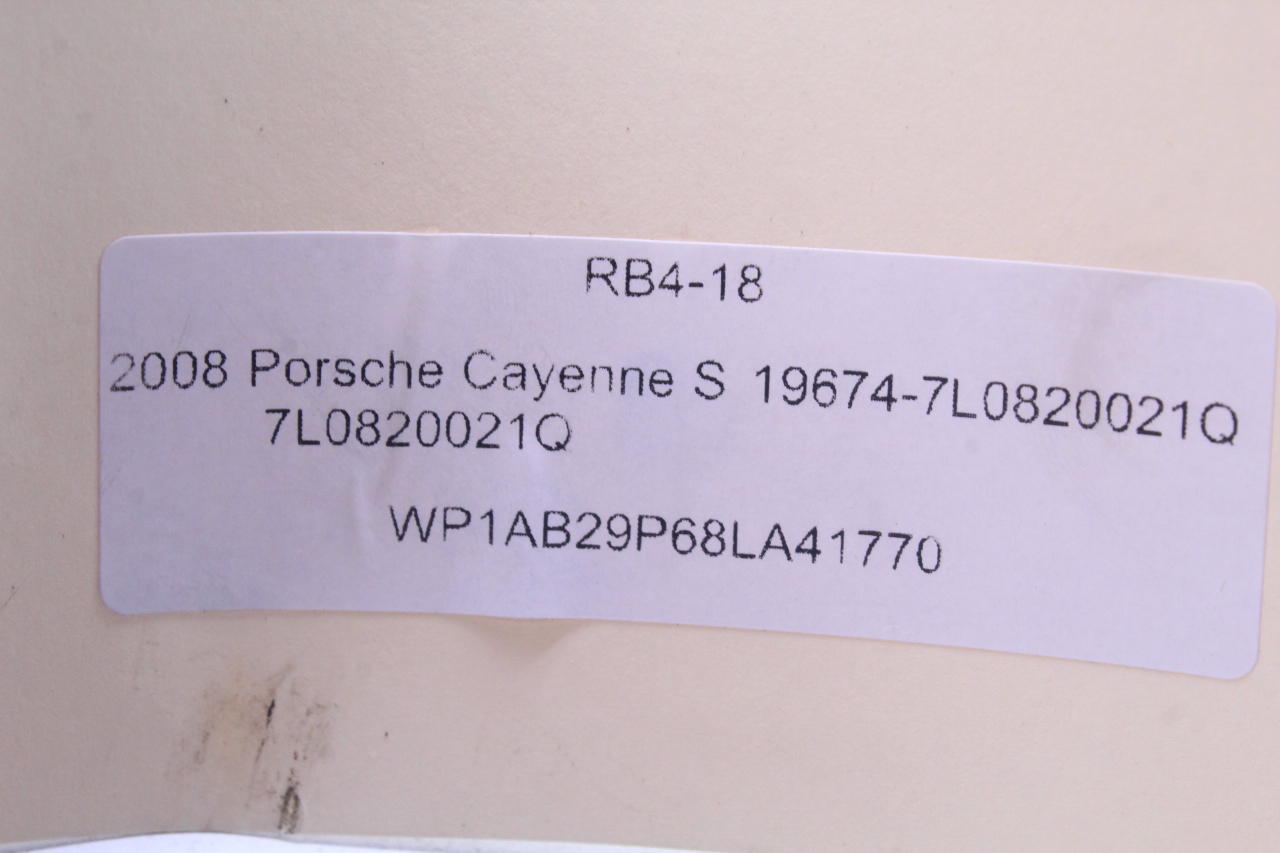 RB4-18
2008 Porsche Cayenne S 19674-7L0820021Q
7L0820021Q
WP1AB29P68LA41770